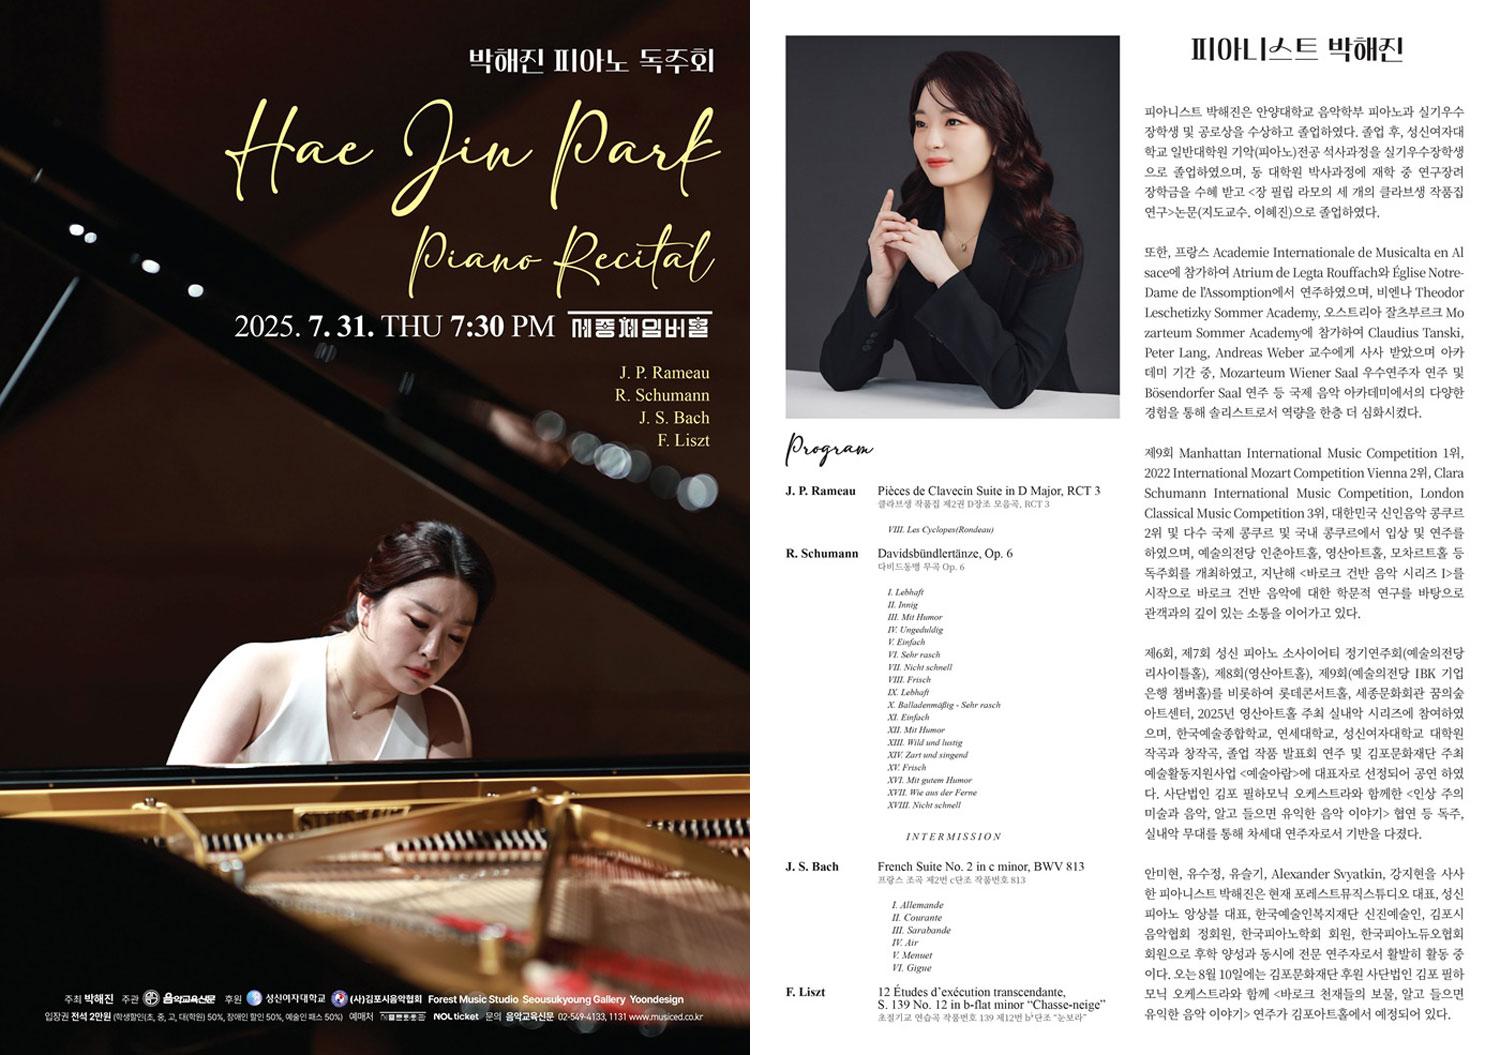 박해진 피아노 독주회
Hae Jin Park
Piano Recital
2025. 7. 31. THU 7:30 PM 세종체임버홀
J. P. Rameau
R. Schumann
J. S. Bach
F. Liszt
주최 박해진 주관 음악교육신문 후원 성신여자대학교 (사)김포시음악협회 Forest Music Studio Seousukyoung Gallery Yoondesign
입장권 전석 2만원 (학생할인(초, 중, 고, 대(학원) 50%, 장애인 할인 50%, 예술인 패스 50%) 예매처 세종문화티켓 NOL ticket 문의 음악교육신문 02-549-4133, 1131 www.musiced.co.kr
Program
J. P. Rameau Pièces de Clavecin Suite in D Major, RCT 3
클라브생 작품집 제2권 D장조 모음곡, RCT 3
VIII. Les Cyclopes(Rondeau)
R. Schumann Davidsbündlertänze, Op. 6
다비드동맹 무곡 Op. 6
I. Lebhaft
II. Innig
III. Mit Humor
IV. Ungeduldig
V. Einfach
VI. Sehr rasch
VII. Nicht schnell
VIII. Frisch
IX. Lebhaft
X. Balladenmäßig - Sehr rasch
XI. Einfach
XII. Mit Humor
XIII. Wild und lustig
XIV. Zart und singend
XV. Frisch
XVI. Mit gutem Humor
XVII. Wie aus der Ferne
XVIII. Nicht schnell
INTERMISSION
J. S. Bach French Suite No. 2 in c minor, BWV 813
프랑스 조곡 제2번 c단조 작품번호 813
I. Allemande
II. Courante
III. Sarabande
IV. Air
V. Menuet
VI. Gigue
F. Liszt 12 Études d'exécution transcendante,
S. 139 No. 12 in b-flat minor "Chasse-neige"
초절기교 연습곡 작품번호 139 제12번 b♭단조 "눈보라"
피아니스트 박해진
피아니스트 박해진은 안양대학교 음악학부 피아노과 실기우수
장학생 및 공로상을 수상하고 졸업하였다. 졸업 후, 성신여자대
학교 일반대학원 기악(피아노)전공 석사과정을 실기우수장학생
으로 졸업하였으며, 동 대학원 박사과정에 재학 중 연구장려
장학금을 수혜 받고 <장 필립 라모의 세 개의 클라브생 작품집
연구>논문(지도교수. 이혜진)으로 졸업하였다.
또한, 프랑스 Academie Internationale de Musicalta en Al
sace에 참가하여 Atrium de Legta Rouffach와 Église Notre-
Dame de l'Assomption에서 연주하였으며, 비엔나 Theodor
Leschetizky Sommer Academy, 오스트리아 잘츠부르크 Mo
zarteum Sommer Academy에 참가하여 Claudius Tanski,
Peter Lang, Andreas Weber 교수에게 사사 받았으며 아카
데미 기간 중, Mozarteum Wiener Saal 우수연주자 연주 및
Bösendorfer Saal 연주 등 국제 음악 아카데미에서의 다양한
경험을 통해 솔리스트로서 역량을 한층 더 심화시켰다.
제9회 Manhattan International Music Competition 1위,
2022 International Mozart Competition Vienna 2위, Clara
Schumann International Music Competition, London
Classical Music Competition 3위, 대한민국 신인음악 콩쿠르
2위 및 다수 국제 콩쿠르 및 국내 콩쿠르에서 입상 및 연주를
하였으며, 예술의전당 인춘아트홀, 영산아트홀, 모차르트홀 등
독주회를 개최하였고, 지난해 <바로크 건반 음악 시리즈 I>를
시작으로 바로크 건반 음악에 대한 학문적 연구를 바탕으로
관객과의 깊이 있는 소통을 이어가고 있다.
제6회, 제7회 성신 피아노 소사이어티 정기연주회(예술의전당
리사이틀홀), 제8회(영산아트홀), 제9회(예술의전당 IBK 기업
은행 챔버홀)를 비롯하여 롯데콘서트홀, 세종문화회관 꿈의숲
아트센터, 2025년 영산아트홀 주최 실내악 시리즈에 참여하였
으며, 한국예술종합학교, 연세대학교, 성신여자대학교 대학원
작곡과 창작곡, 졸업 작품 발표회 연주 및 김포문화재단 주최
예술활동지원사업 <예술아람>에 대표자로 선정되어 공연 하였
다. 사단법인 김포 필하모닉 오케스트라와 함께한 <인상 주의
미술과 음악, 알고 들으면 유익한 음악 이야기> 협연 등 독주,
실내악 무대를 통해 차세대 연주자로서 기반을 다졌다.
안미현, 유수정, 유슬기, Alexander Svyatkin, 강지현을 사사
한 피아니스트 박해진은 현재 포레스트뮤직스튜디오 대표, 성신
피아노 앙상블 대표, 한국예술인복지재단 신진예술인, 김포시
음악협회 정회원, 한국피아노학회 회원, 한국피아노듀오협회
회원으로 후학 양성과 동시에 전문 연주자로서 활발히 활동 중
이다. 오는 8월 10일에는 김포문화재단 후원 사단법인 김포 필하
모닉 오케스트라와 함께 <바로크 천재들의 보물, 알고 들으면
유익한 음악 이야기> 연주가 김포아트홀에서 예정되어 있다.